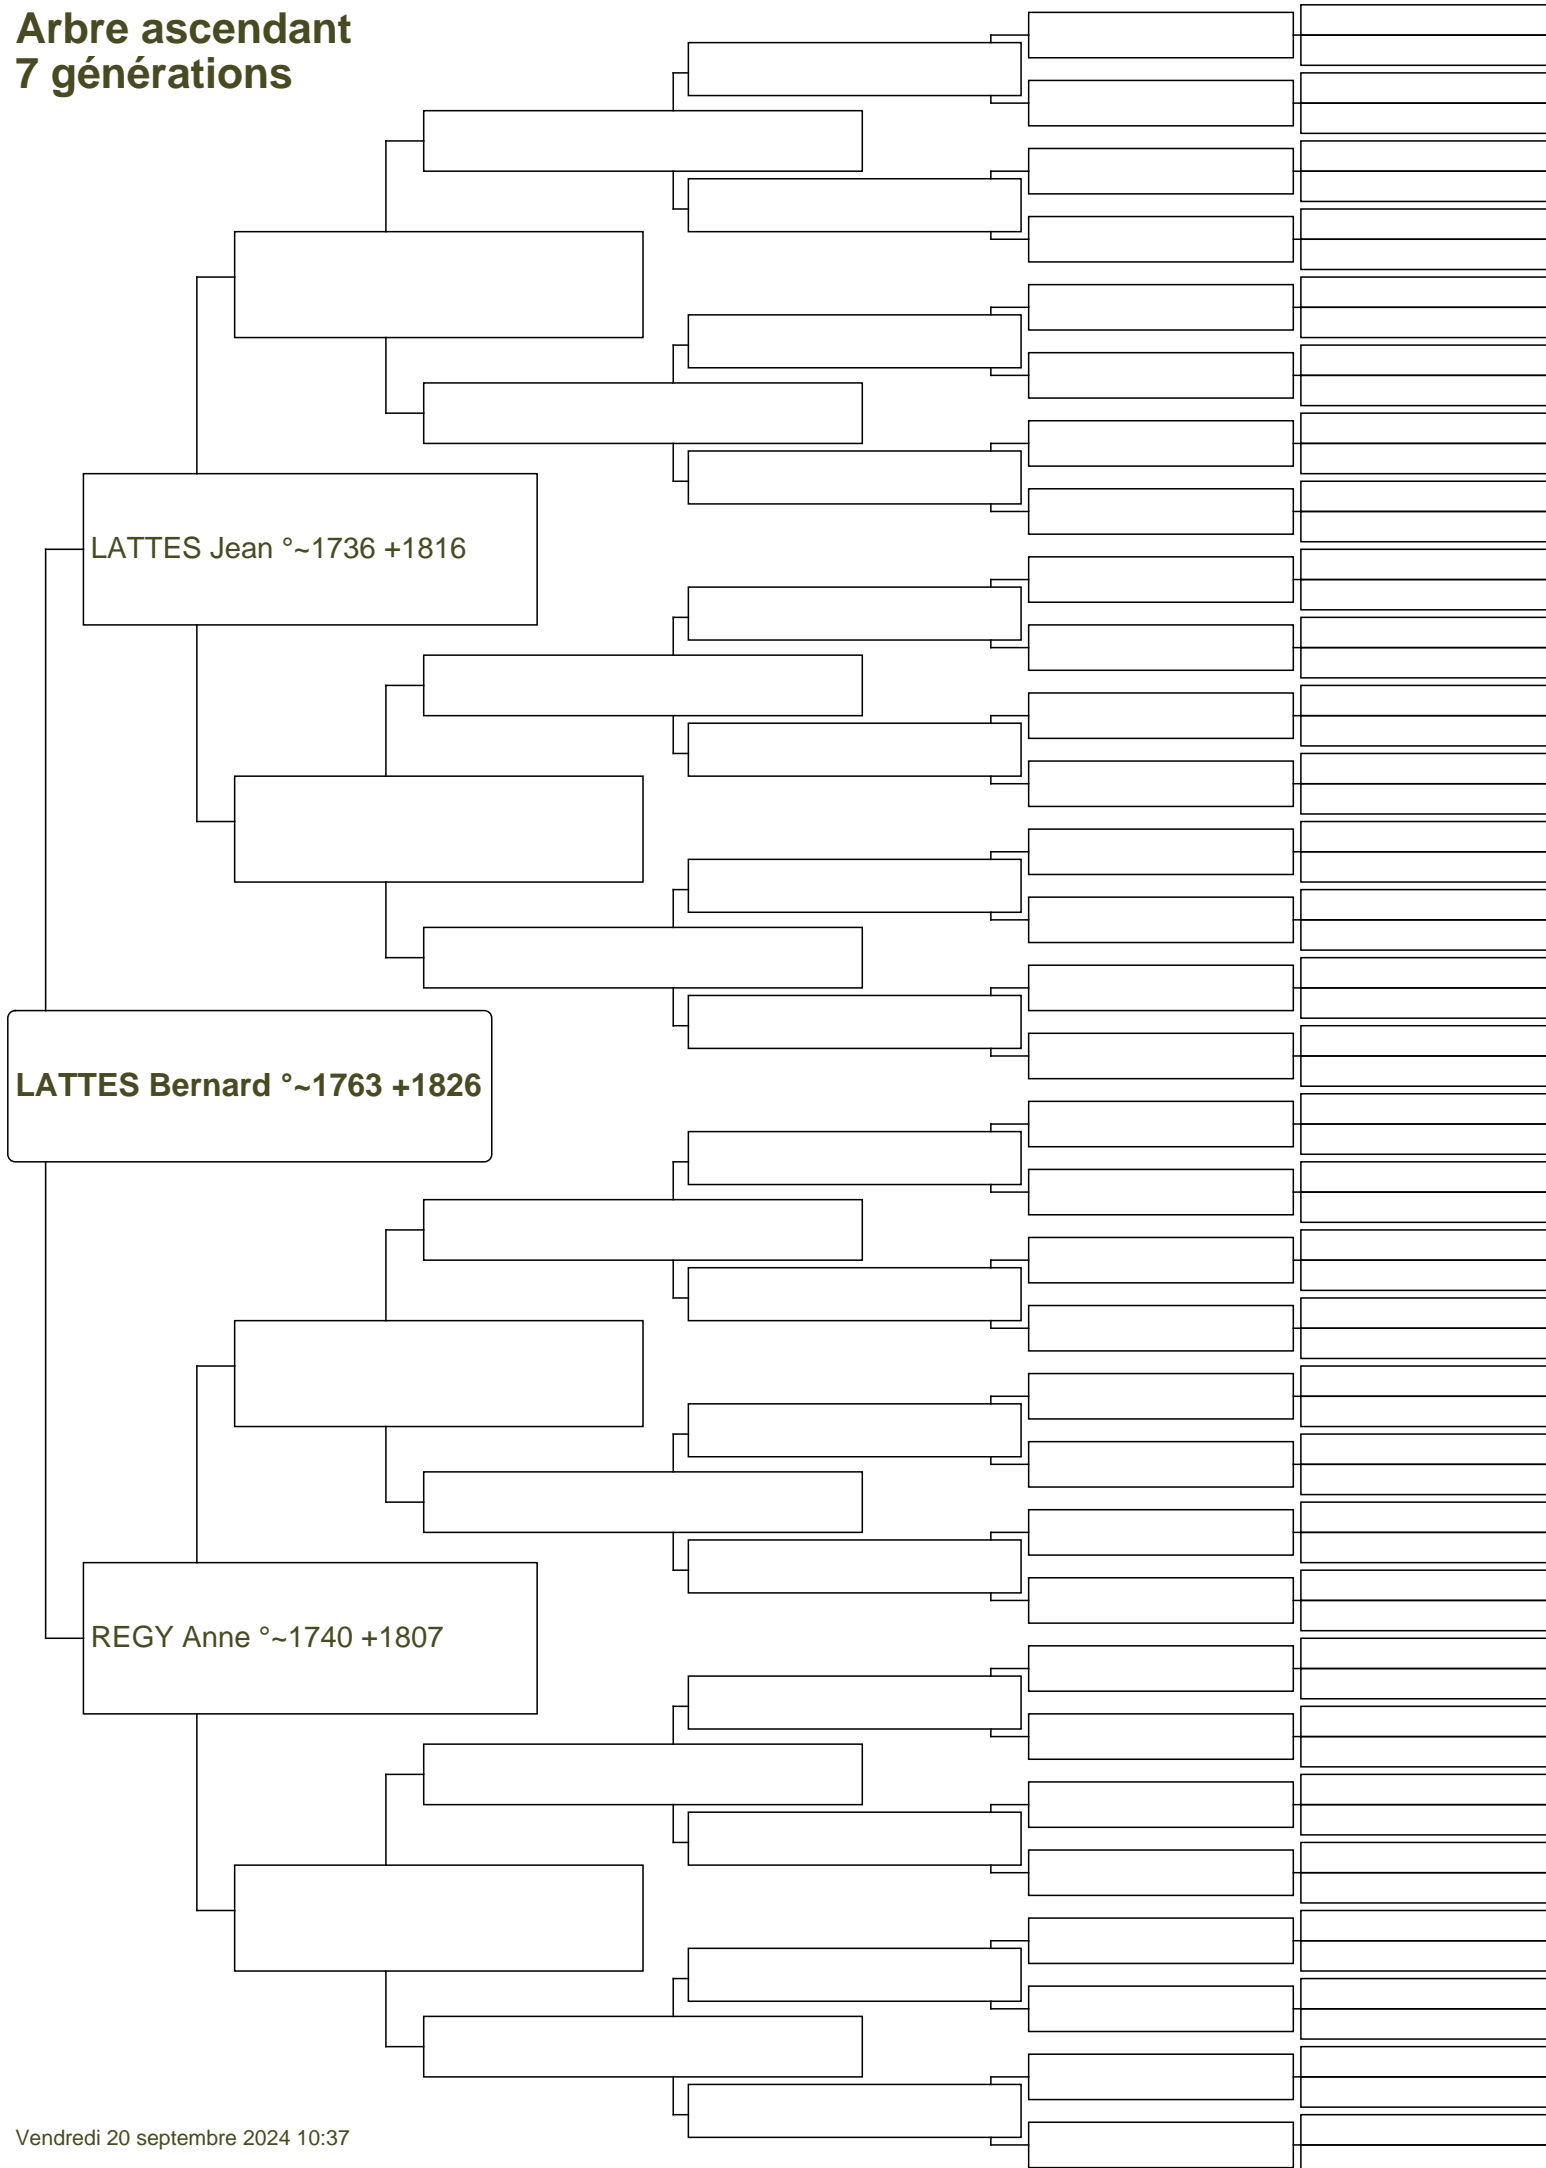 Arbre ascendant
7 générations
LATTES Jean °~1736 +1816
LATTES Bernard °~1763 +1826
REGY Anne °~1740 +1807
Vendredi 20 septembre 2024 10:37